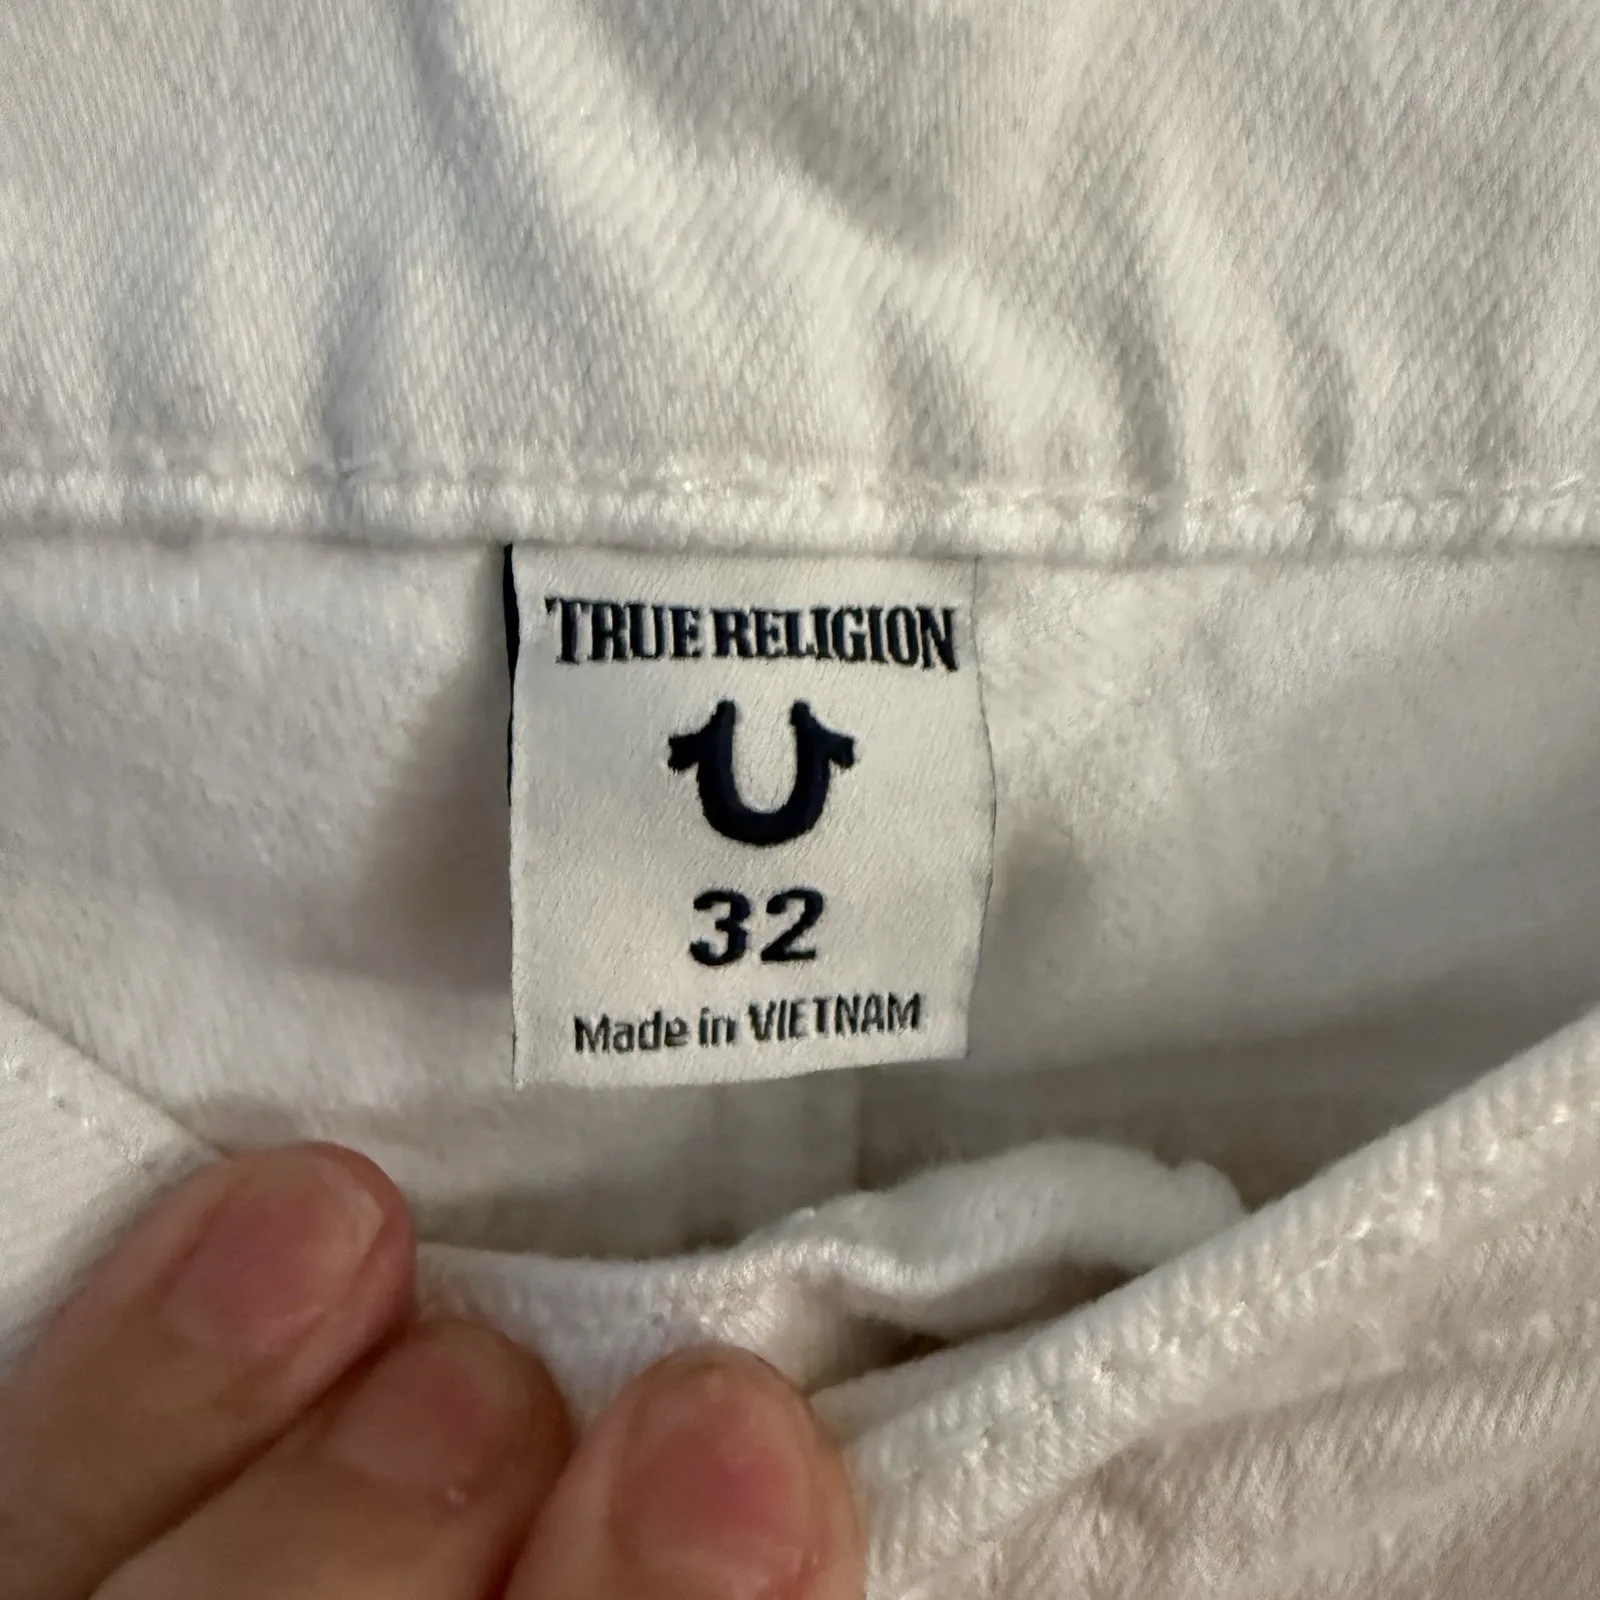 TRUE RELIGION
32
Made in VIETNAM